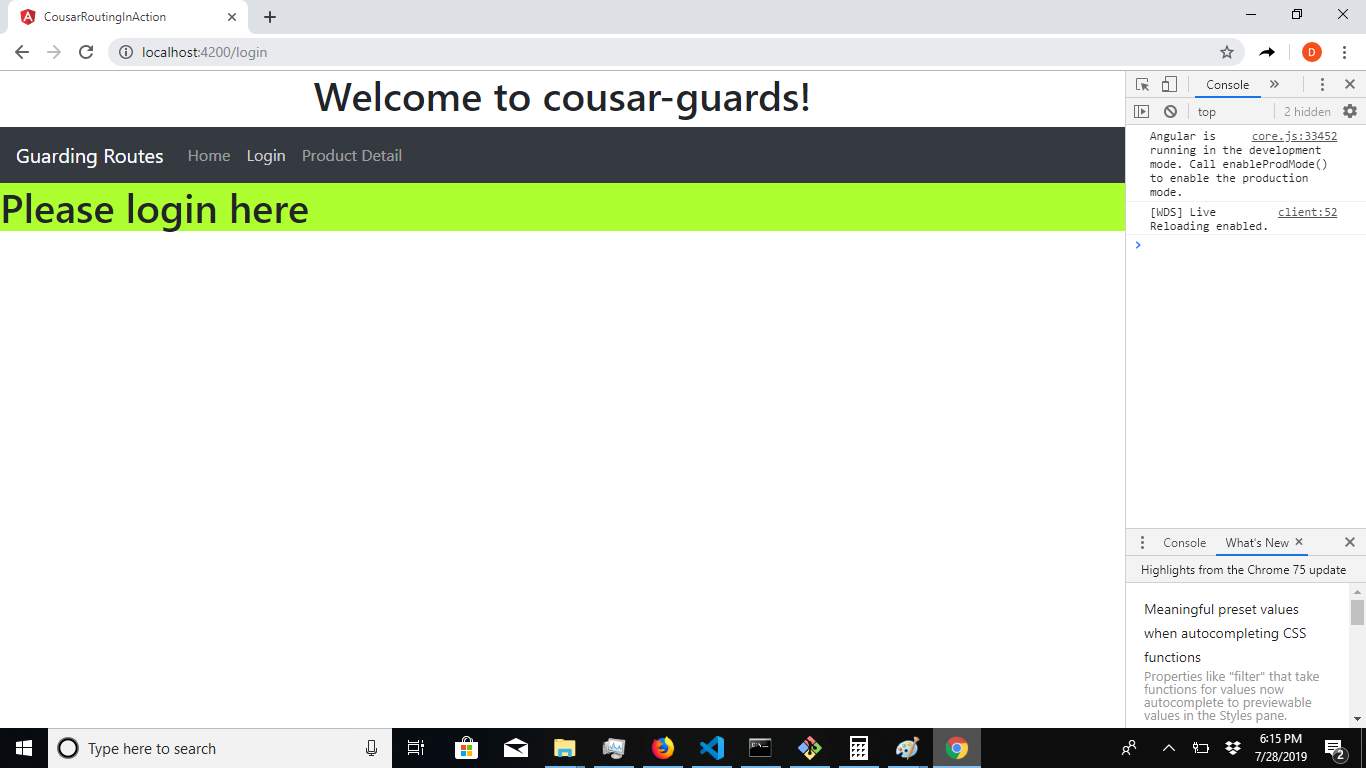 CousarRoutingInAction
localhost:4200/login
D
Welcome to cousar-guards!
Guarding Routes Home Login Product Detail
Please login here
Console
top 2 hidden
Angular is core.js:33452
running in the development
mode. Call enableProdMode()
to enable the production
mode.
[WDS] Live client:52
Reloading enabled.
Console What's New
Highlights from the Chrome 75 update
Meaningful preset values
when autocompleting CSS
functions
Properties like "filter" that take
functions for values now
autocomplete to previewable
values in the Styles pane.
Type here to search
6:15 PM
7/28/2019
2